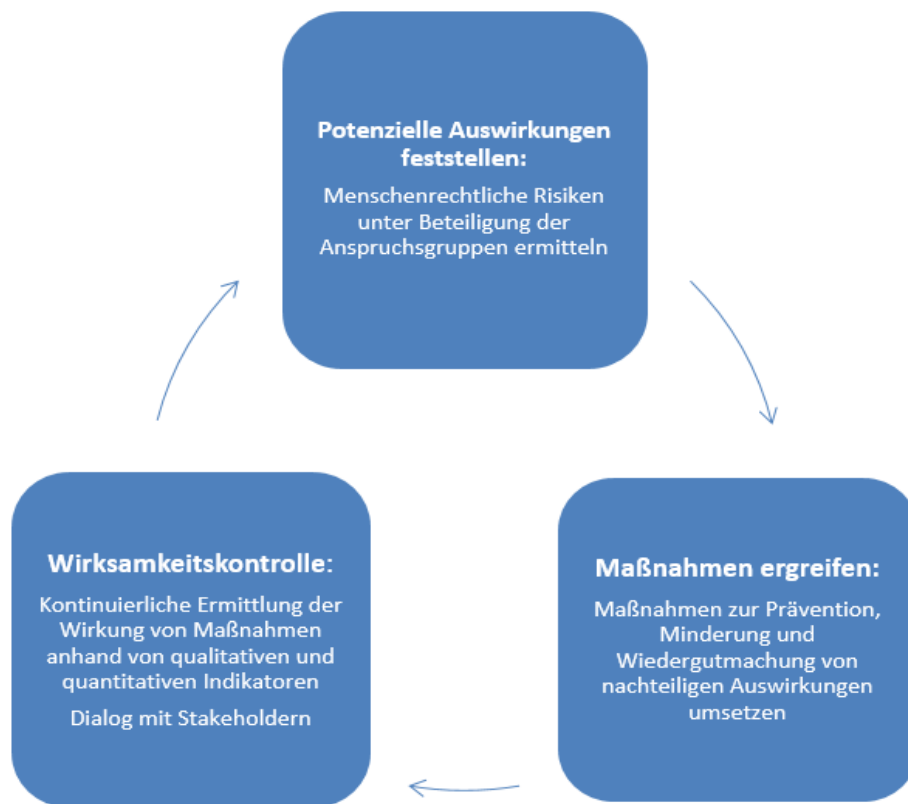 Potenzielle Auswirkungen
feststellen:
Menschenrechtliche Risiken
unter Beteiligung der
Anspruchsgruppen ermitteln
Maßnahmen ergreifen:
Maßnahmen zur Prävention,
Minderung und
Wiedergutmachung von
nachteiligen Auswirkungen
umsetzen
Wirksamkeitskontrolle:
Kontinuierliche Ermittlung der
Wirkung von Maßnahmen
anhand von qualitativen und
quantitativen Indikatoren
Dialog mit Stakeholdern